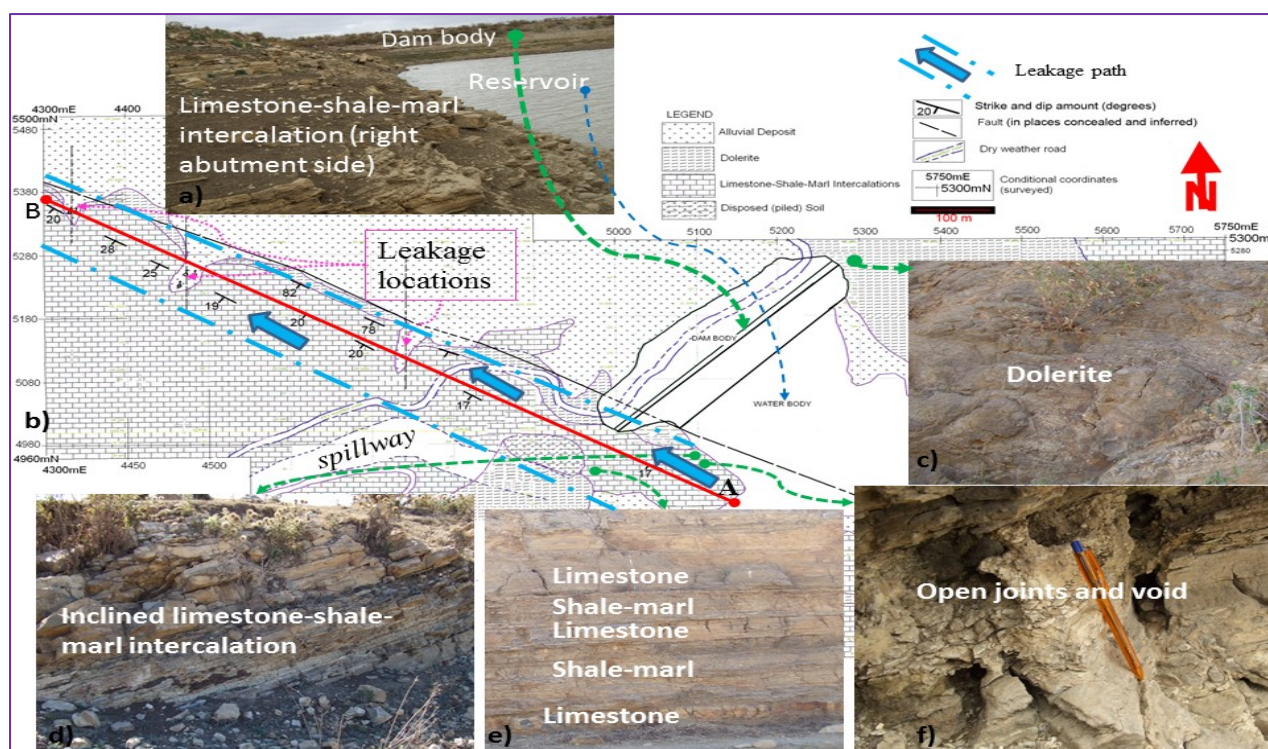 Dam body
Reservoir
Limestone-shale-marl
intercalation (right
abutment side)
a)
Leakage path
LEGEND
Alluvial Deposit
Dolerite
Limestone-Shale-Marl Intercalations
Disposed (piled) Soil
20
Strike and dip amount (degrees)
Fault (in places concealed and inferred)
Dry weather road
5750mE
5300mN
Conditional coordinates
(surveyed)
100 m
N
4300mE
4400
5500mN
5480
5380
5280
5180
5080
4980
4960mN
4300mE
4450
4500
5000
5100
5200
5300
5400
5500
5600
5700
5750mE
5300mN
5280
B
20
28
25
19
82
20
78
20
17
17
A
Leakage
locations
DAM BODY
WATER BODY
spillway
b)
Dolerite
c)
Inclined limestone-shale-
marl intercalation
d)
Limestone
Shale-marl
Limestone
Shale-marl
Limestone
e)
Open joints and void
f)